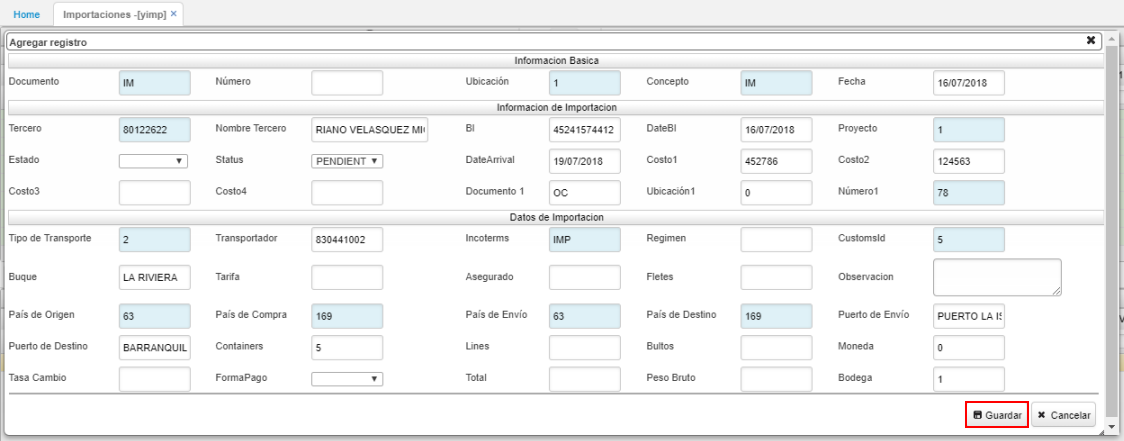 Home Importaciones -[yimp] ×
Agregar registro
Informacion Basica
Documento IM Número Ubicación 1 Concepto IM Fecha 16/07/2018
Informacion de Importacion
Tercero 80122622 Nombre Tercero RIANO VELASQUEZ MI BI 45241574412 DateBI 16/07/2018 Proyecto 1
Estado Status PENDIENT DateArrival 19/07/2018 Costo1 452786 Costo2 124563
Costo3 Costo4 Documento 1 OC Ubicación1 0 Número1 78
Datos de Importacion
Tipo de Transporte 2 Transportador 830441002 Incoterms IMP Regimen CustomsId 5
Buque LA RIVIERA Tarifa Asegurado Fletes Observacion
País de Origen 63 País de Compra 169 País de Envío 63 País de Destino 169 Puerto de Envío PUERTO LA IS
Puerto de Destino BARRANQUIL Containers 5 Lines Bultos Moneda 0
Tasa Cambio FormaPago Total Peso Bruto Bodega 1
Guardar Cancelar